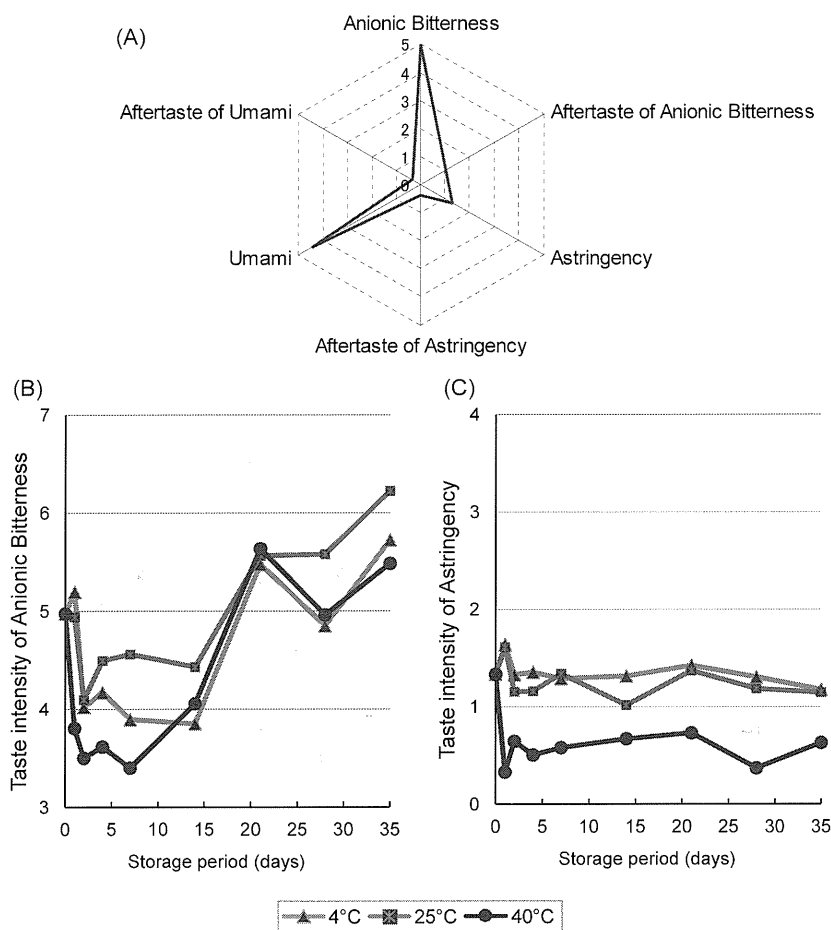 (A)
Anionic Bitterness
5
4
3
2
1
0
Aftertaste of Umami
Aftertaste of Anionic Bitterness
Umami
Astringency
Aftertaste of Astringency
(B)
Taste intensity of Anionic Bitterness
7
6
5
4
3
0 5 10 15 20 25 30 35
Storage period (days)
(C)
Taste intensity of Astringency
4
3
2
1
0
0 5 10 15 20 25 30 35
Storage period (days)
4°C 25°C 40°C